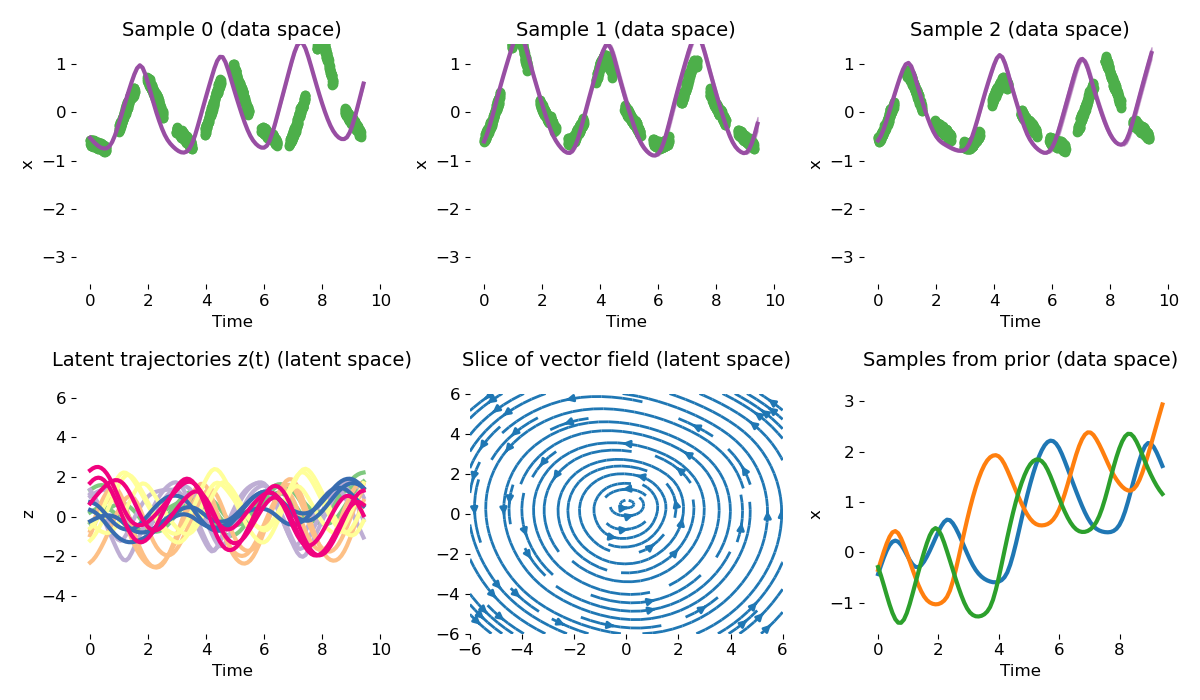 Sample 0 (data space)
1
0
−1
−2
−3
x
0 2 4 6 8 10
Time
Sample 1 (data space)
1
0
−1
−2
−3
x
0 2 4 6 8 10
Time
Sample 2 (data space)
1
0
−1
−2
−3
x
0 2 4 6 8 10
Time
Latent trajectories z(t) (latent space)
6
4
2
0
−2
−4
z
0 2 4 6 8 10
Time
Slice of vector field (latent space)
6
4
2
0
−2
−4
−6
−6 −4 −2 0 2 4 6
Samples from prior (data space)
3
2
1
0
−1
x
0 2 4 6 8
Time